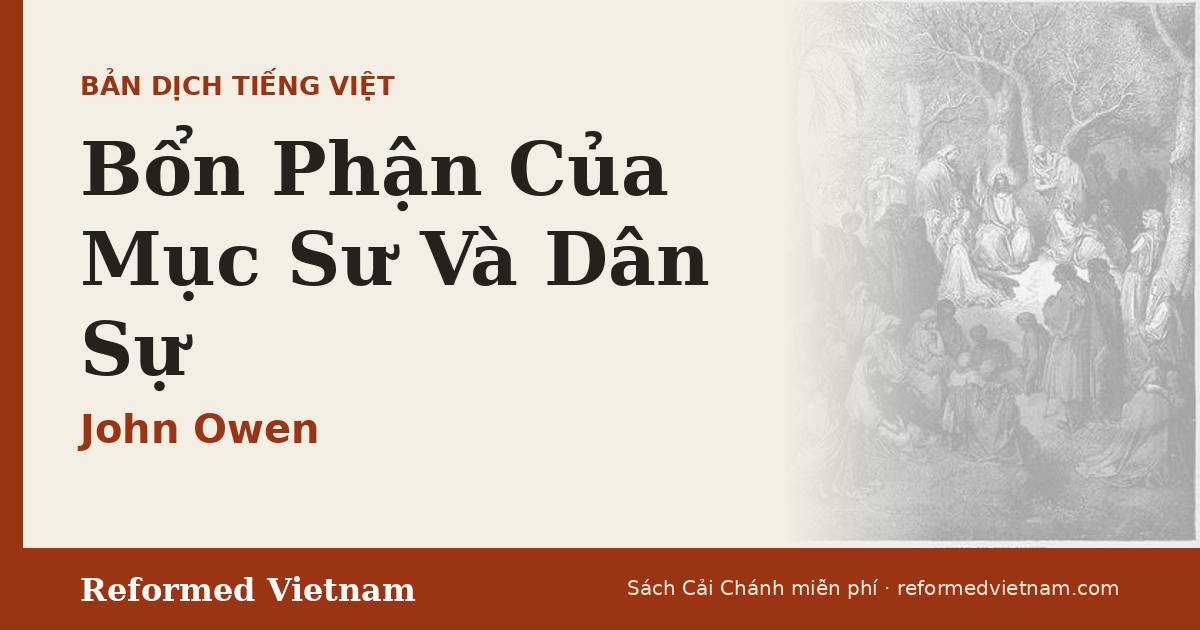 BẢN DỊCH TIẾNG VIỆT
Bổn Phận Của
Mục Sư Và Dân
Sự
John Owen
Reformed Vietnam
Sách Cải Chánh miễn phí · reformedvietnam.com